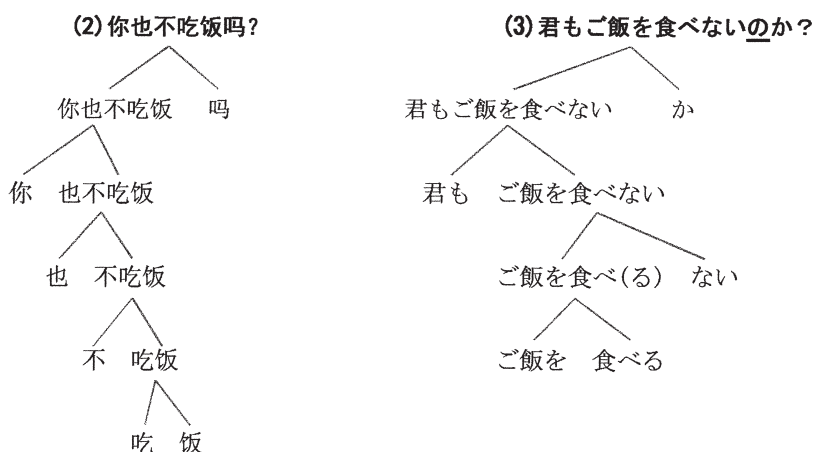 (2)你也不吃饭吗？
你也不吃饭 吗
你 也不吃饭
也 不吃饭
不 吃饭
吃 饭
(3)君もご飯を食べないのか？
君もご飯を食べない か
君も ご飯を食べない
ご飯を食べ(る) ない
ご飯を 食べる